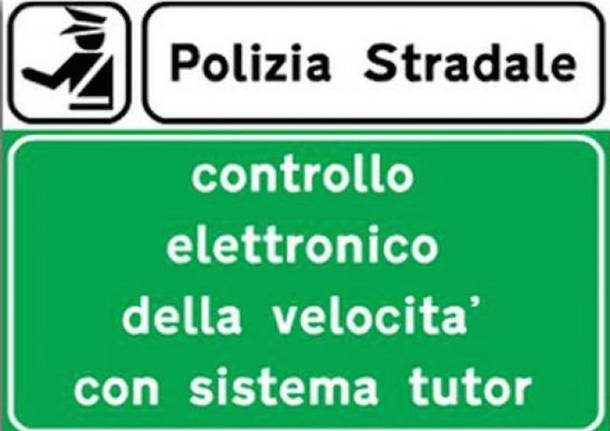 Polizia Stradale
controllo
elettronico
della velocita'
con sistema tutor